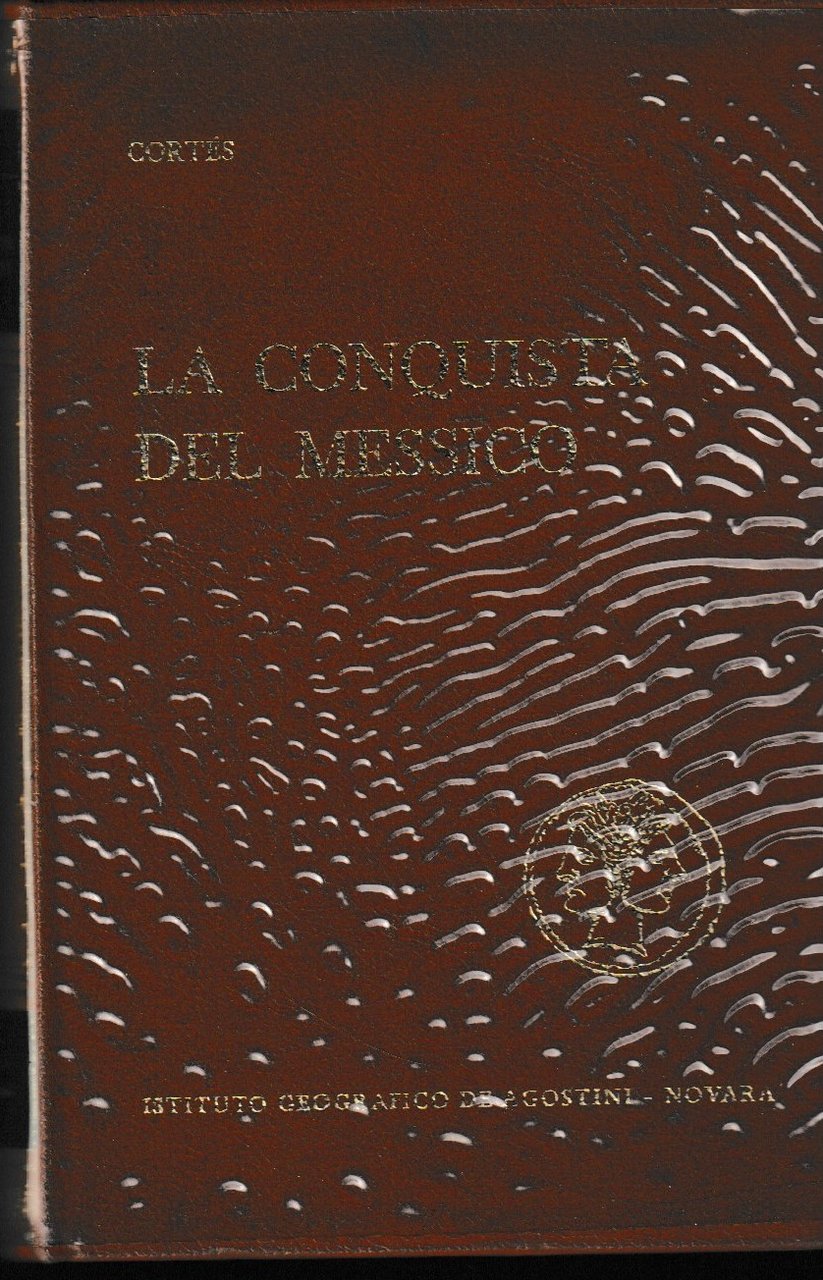 CORTÉS
LA CONQUISTA
DEL MESSICO
ISTITUTO GEOGRAFICO DE AGOSTINI - NOVARA